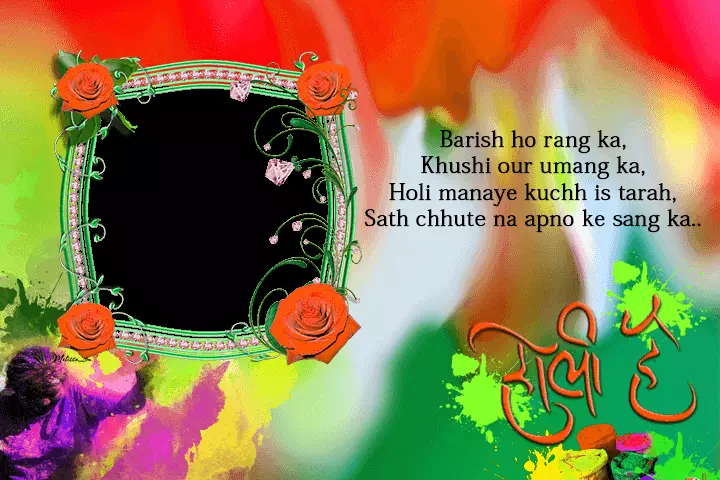 Barish ho rang ka,
Khushi our umang ka,
Holi manaye kuchh is tarah,
Sath chhute na apno ke sang ka..
होली है